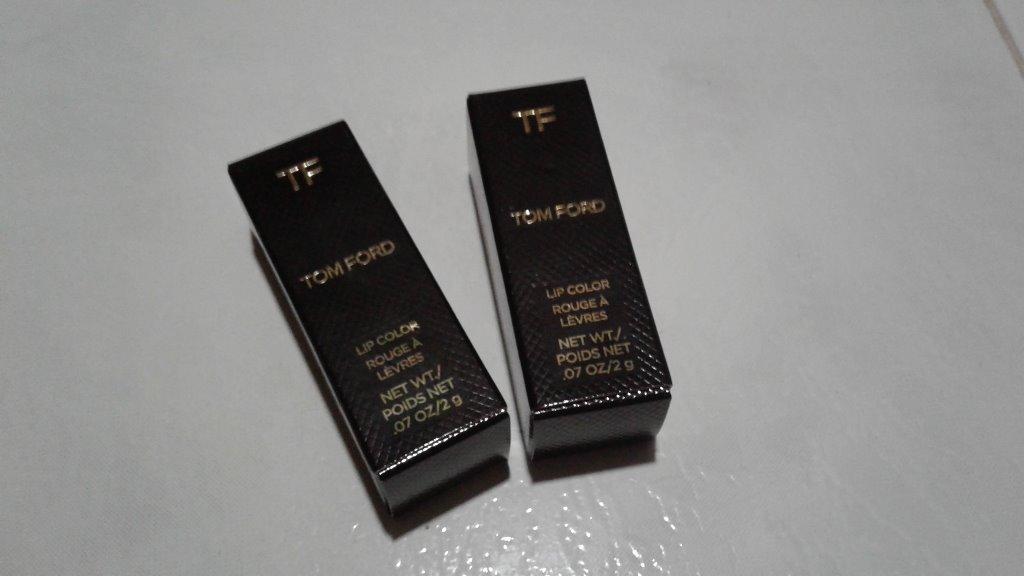 TF
TOM FORD
LIP COLOR
ROUGE À
LÈVRES
NET WT./
POIDS NET
.07 OZ/2 g
TF
TOM FORD
LIP COLOR
ROUGE À
LÈVRES
NET WT./
POIDS NET
.07 OZ/2 g